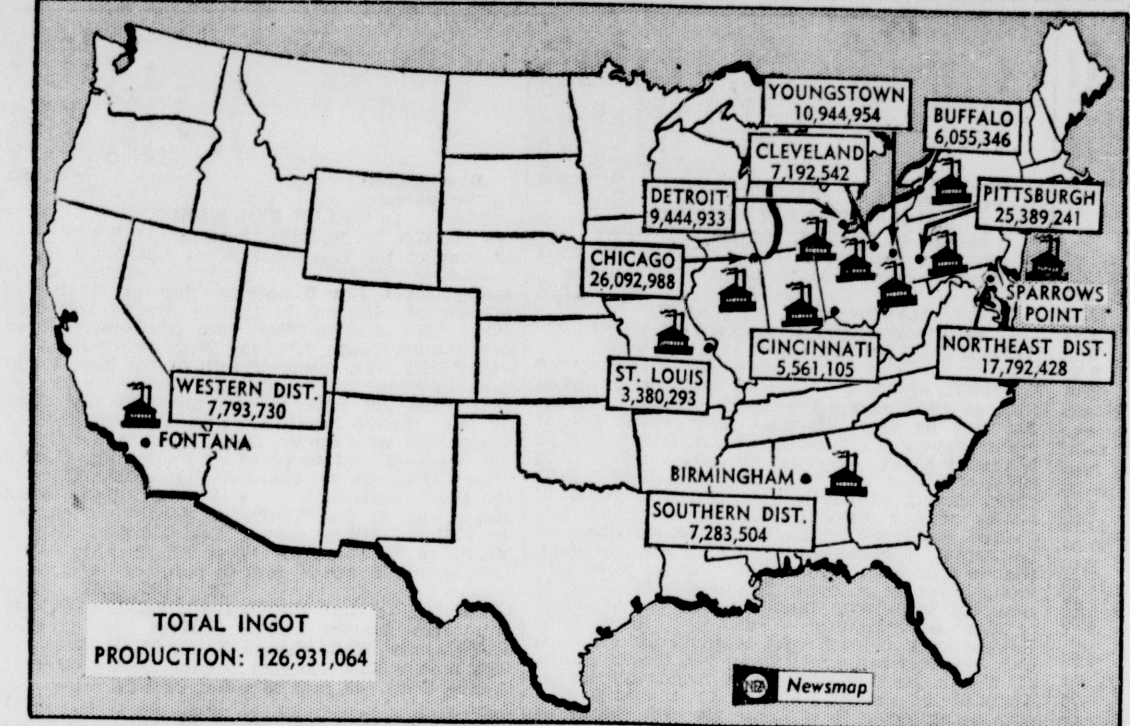 YOUNGSTOWN
10,944,954
BUFFALO
6,055,346
CLEVELAND
7,192,542
DETROIT
9,444,933
PITTSBURGH
25,389,241
CHICAGO
26,092,988
SPARROWS
POINT
CINCINNATI
5,561,105
NORTHEAST DIST.
17,792,428
ST. LOUIS
3,380,293
WESTERN DIST.
7,793,730
FONTANA
BIRMINGHAM
SOUTHERN DIST.
7,283,504
TOTAL INGOT
PRODUCTION: 126,931,064
NEA Newsmap